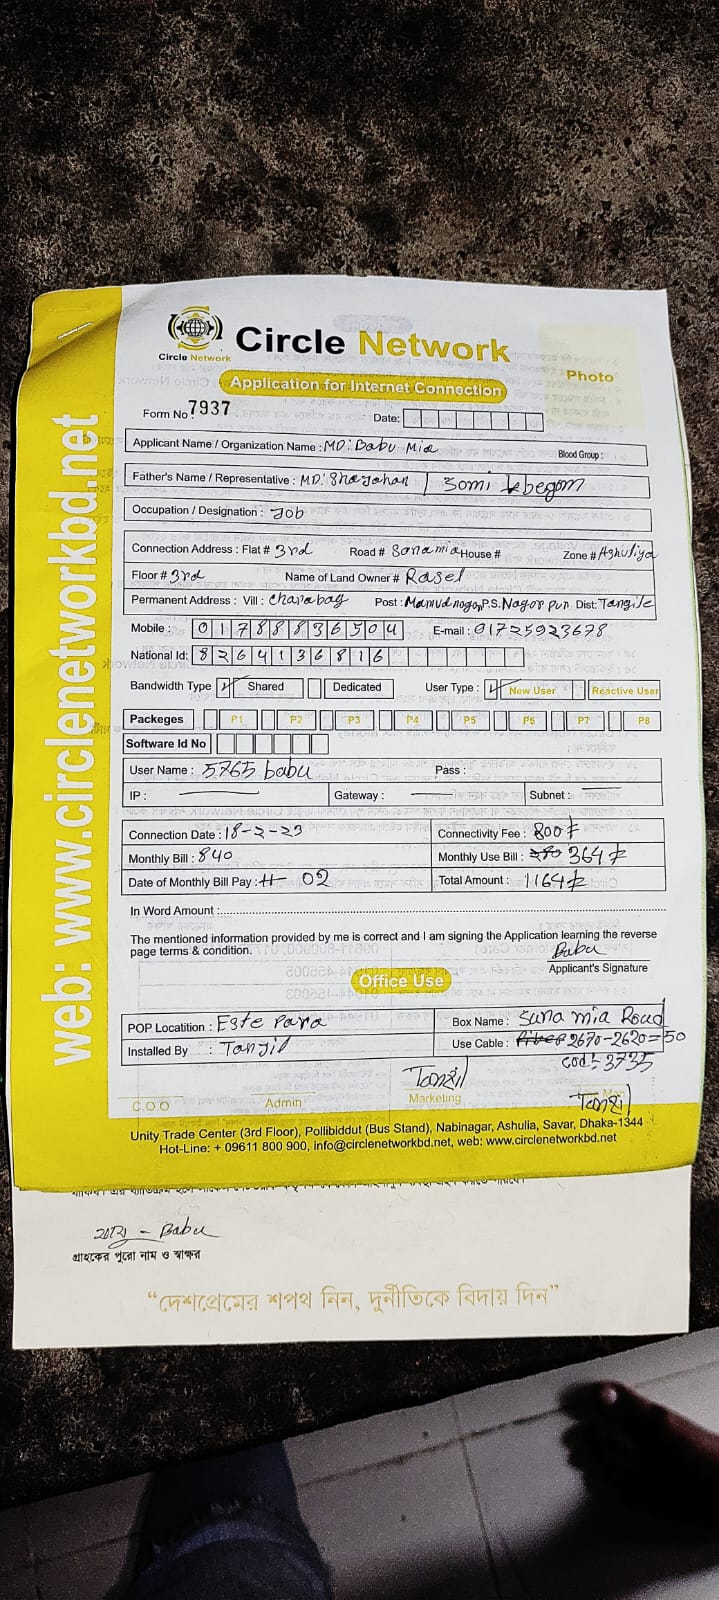 Circle Network
Circle Network
Photo
Application for Internet Connection
Form No 7937
Date:
Applicant Name / Organization Name : MD: Babu Mia
Blood Group :
Father's Name / Representative : MD: Shajahan / Somi begom
Occupation / Designation : Job
Connection Address : Flat # 3rd Road # Sonamia House # Zone # Ashuliya
Floor # 3rd Name of Land Owner # Rasel
Permanent Address : Vill : Charabag Post : P.S. Dist:
Mobile : 01788836504 E-mail : 01725923678
National Id: 8264136816
Bandwidth Type Shared Dedicated User Type : New User Reactive User
Packeges P1 P2 P3 P4 P5 P6 P7 P8
Software Id No
User Name : 5765 babu Pass :
IP : Gateway : Subnet :
Connection Date : 18-2-23 Connectivity Fee : 800
Monthly Bill : 840 Monthly Use Bill : 364
Date of Monthly Bill Pay : 02 Total Amount : 1164
In Word Amount :
The mentioned information provided by me is correct and I am signing the Application learning the reverse
page terms & condition.
Babu
Applicant's Signature
Office Use
POP Locatition : Este Para Box Name : Suna mia Road
Installed By : Tanjil Use Cable : 2670-2620=50
Cod: 3735
C.O.O Admin Marketing
Unity Trade Center (3rd Floor), Pollibiddut (Bus Stand), Nabinagar, Ashulia, Savar, Dhaka-1344
Hot-Line: + 09611 800 900, info@circlenetworkbd.net, web: www.circlenetworkbd.net
web: www.circlenetworkbd.net
Babu
গ্রাহকের পুরো নাম ও স্বাক্ষর
“দেশপ্রেমের শপথ নিন, দুর্নীতিকে বিদায় দিন”